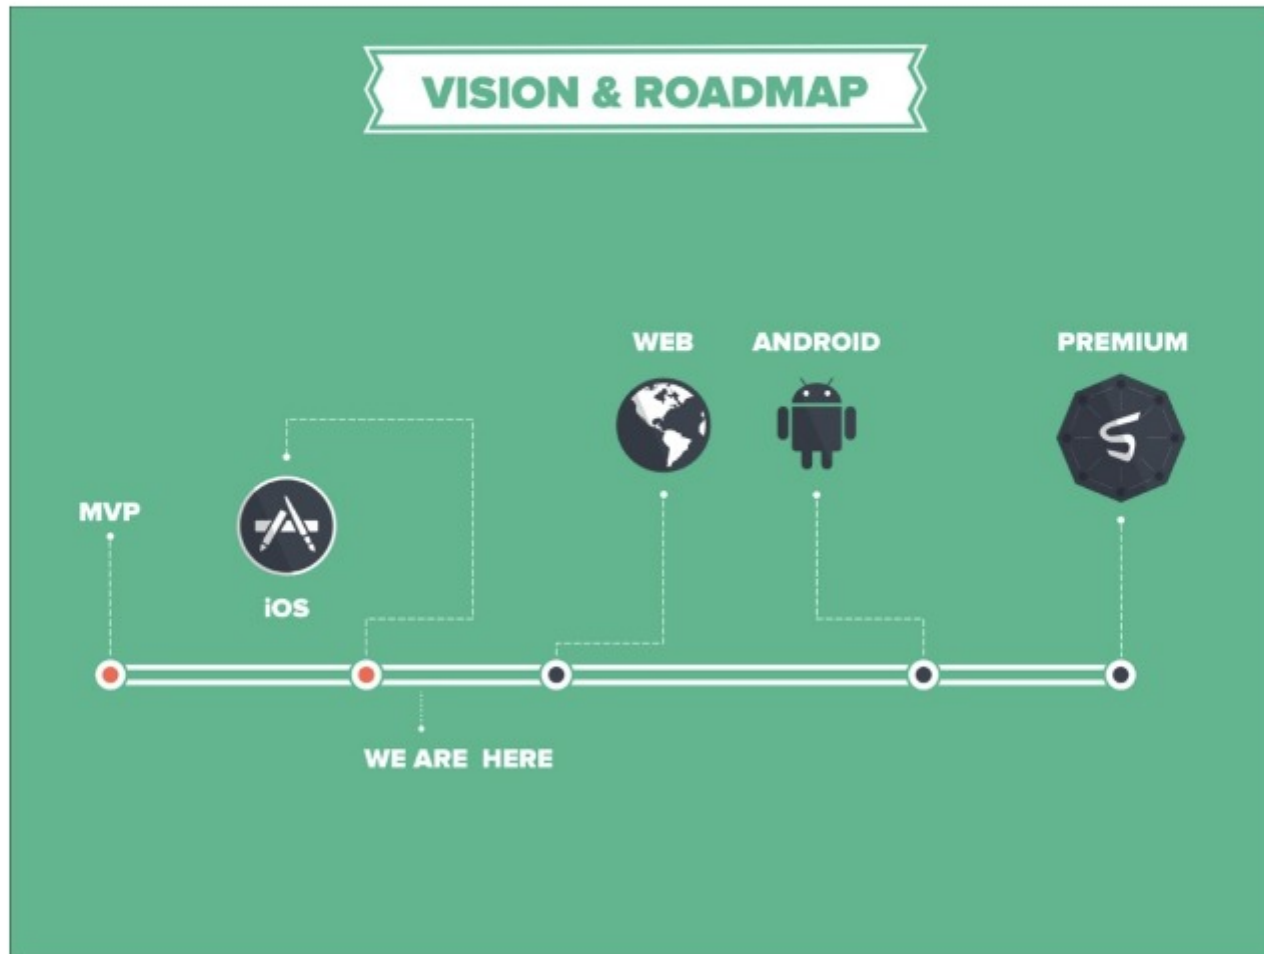 VISION & ROADMAP
WEB
ANDROID
PREMIUM
MVP
iOS
WE ARE HERE